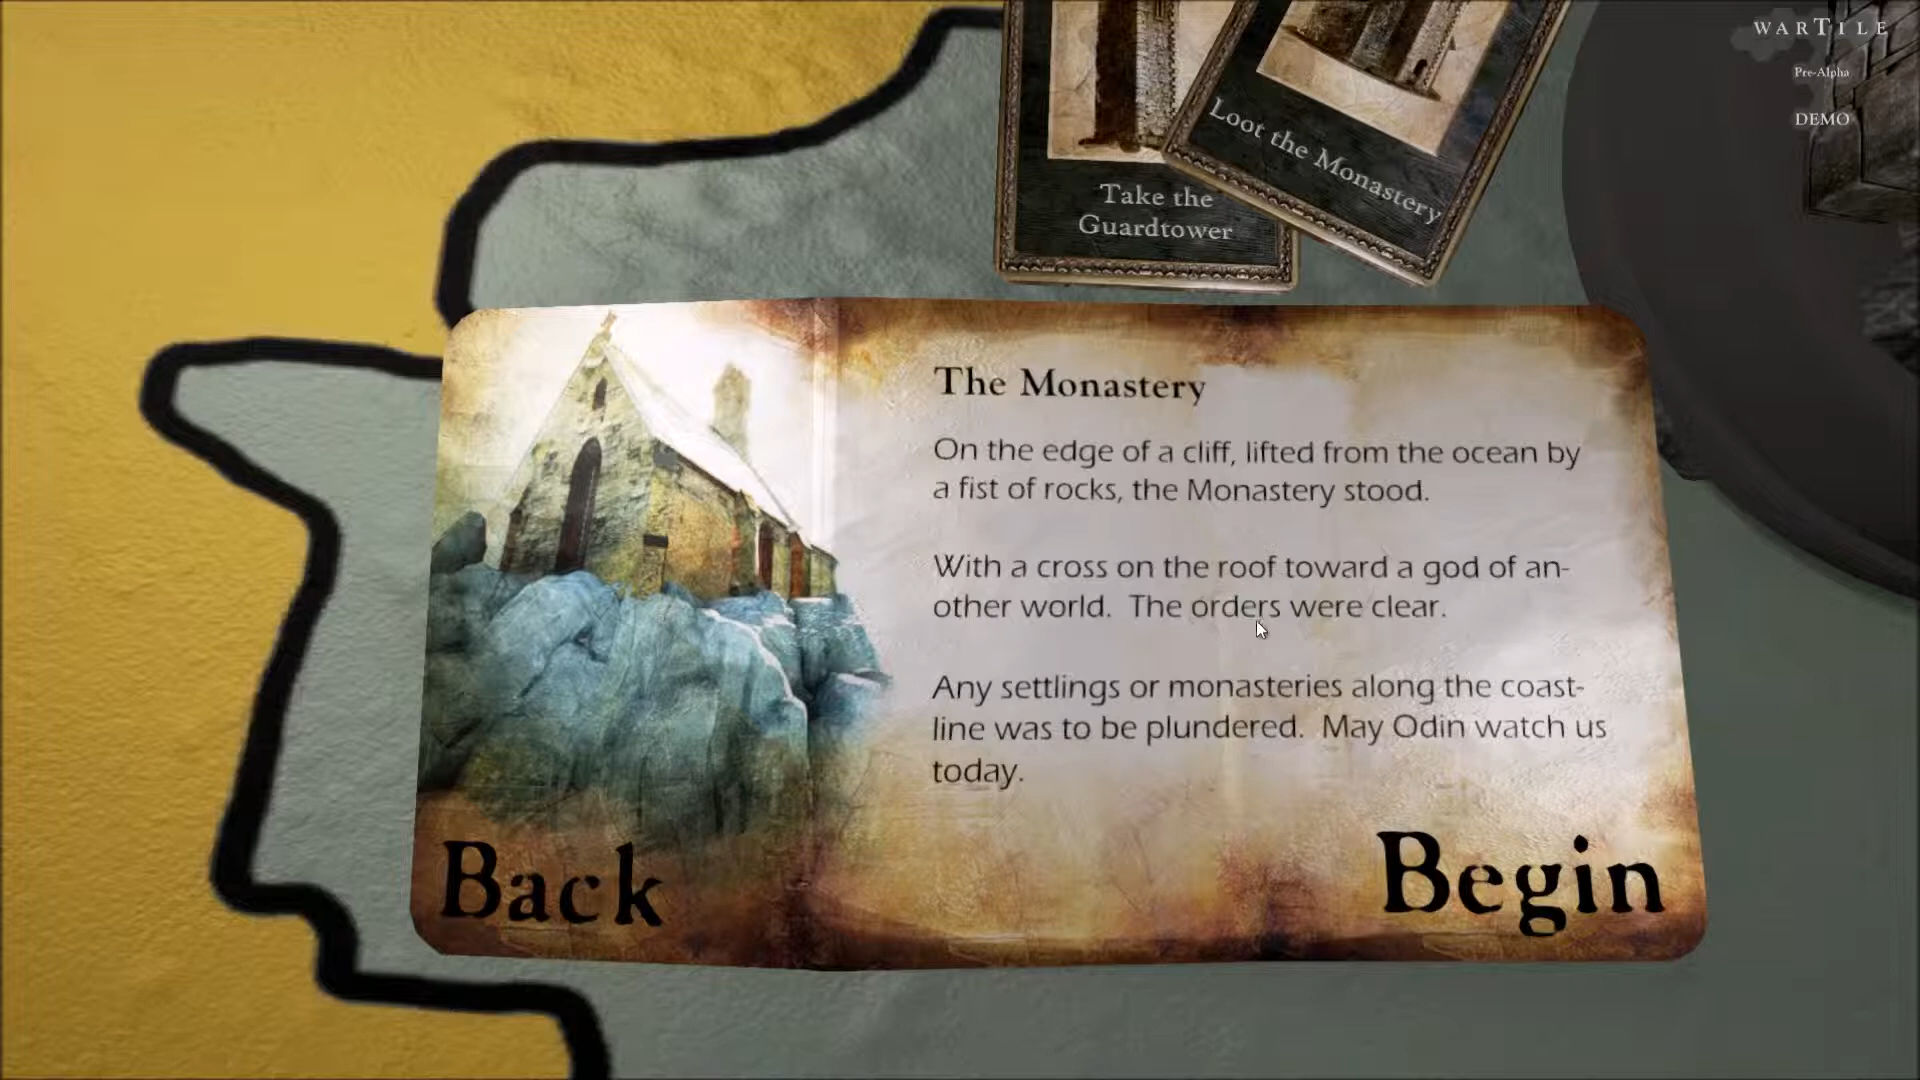 WARTILE
Pre-Alpha
DEMO
Take the
Guardtower
Loot the Monastery
The Monastery
On the edge of a cliff, lifted from the ocean by
a fist of rocks, the Monastery stood.
With a cross on the roof toward a god of an-
other world.  The orders were clear.
Any settlings or monasteries along the coast-
line was to be plundered.  May Odin watch us
today.
Back
Begin